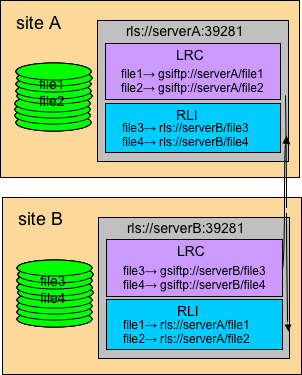 site A
rls://serverA:39281
LRC
file1→ gsiftp://serverA/file1
file2→ gsiftp://serverA/file2
file1
file2
RLI
file3→ rls://serverB/file3
file4→ rls://serverB/file4
site B
rls://serverB:39281
LRC
file3→ gsiftp://serverB/file3
file4→ gsiftp://serverB/file4
file3
file4
RLI
file1→ rls://serverA/file1
file2→ rls://serverA/file2